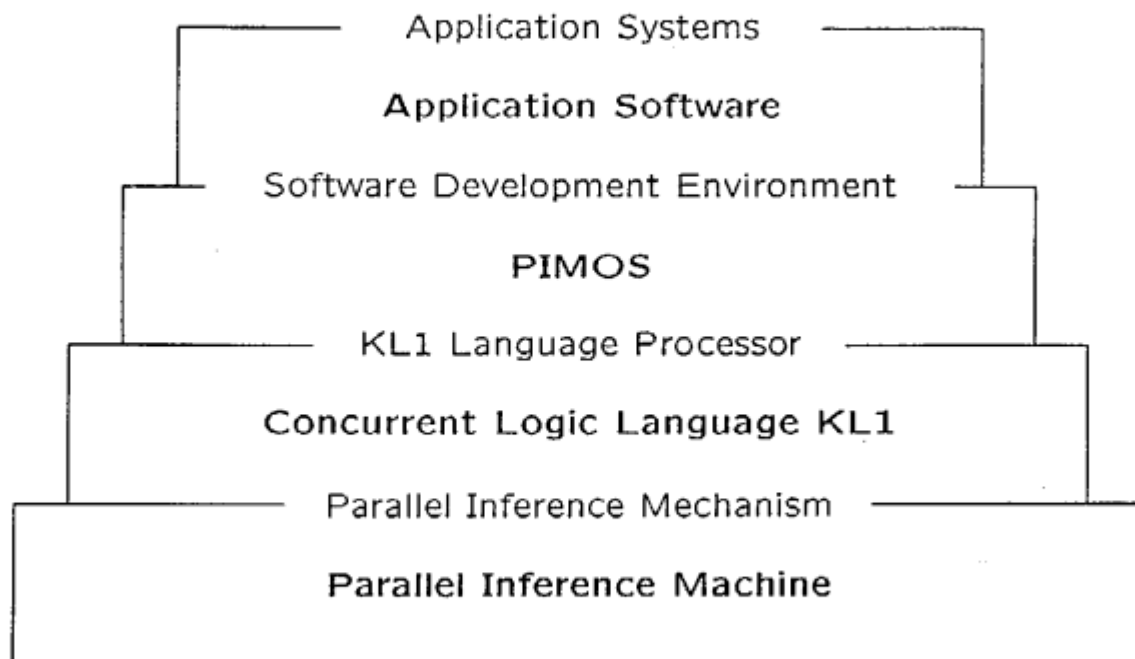 Application Systems
Application Software
Software Development Environment
PIMOS
KL1 Language Processor
Concurrent Logic Language KL1
Parallel Inference Mechanism
Parallel Inference Machine